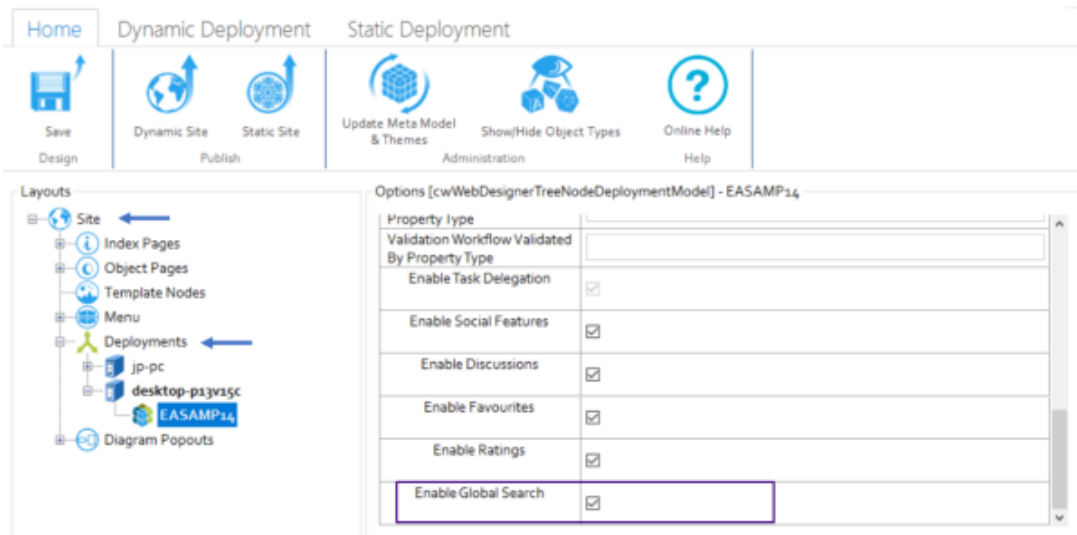 Home
Dynamic Deployment
Static Deployment
Save
Dynamic Site
Static Site
Update Meta Model
& Themes
Show/Hide Object Types
Online Help
Design
Publish
Administration
Help
Layouts
Site
Index Pages
Object Pages
Template Nodes
Menu
Deployments
jp-pc
desktop-p13v15c
EASAMP14
Diagram Popouts
Options [cwWebDesignerTreeNodeDeploymentModel] - EASAMP14
Property Type
Validation Workflow Validated
By Property Type
Enable Task Delegation
Enable Social Features
Enable Discussions
Enable Favourites
Enable Ratings
Enable Global Search